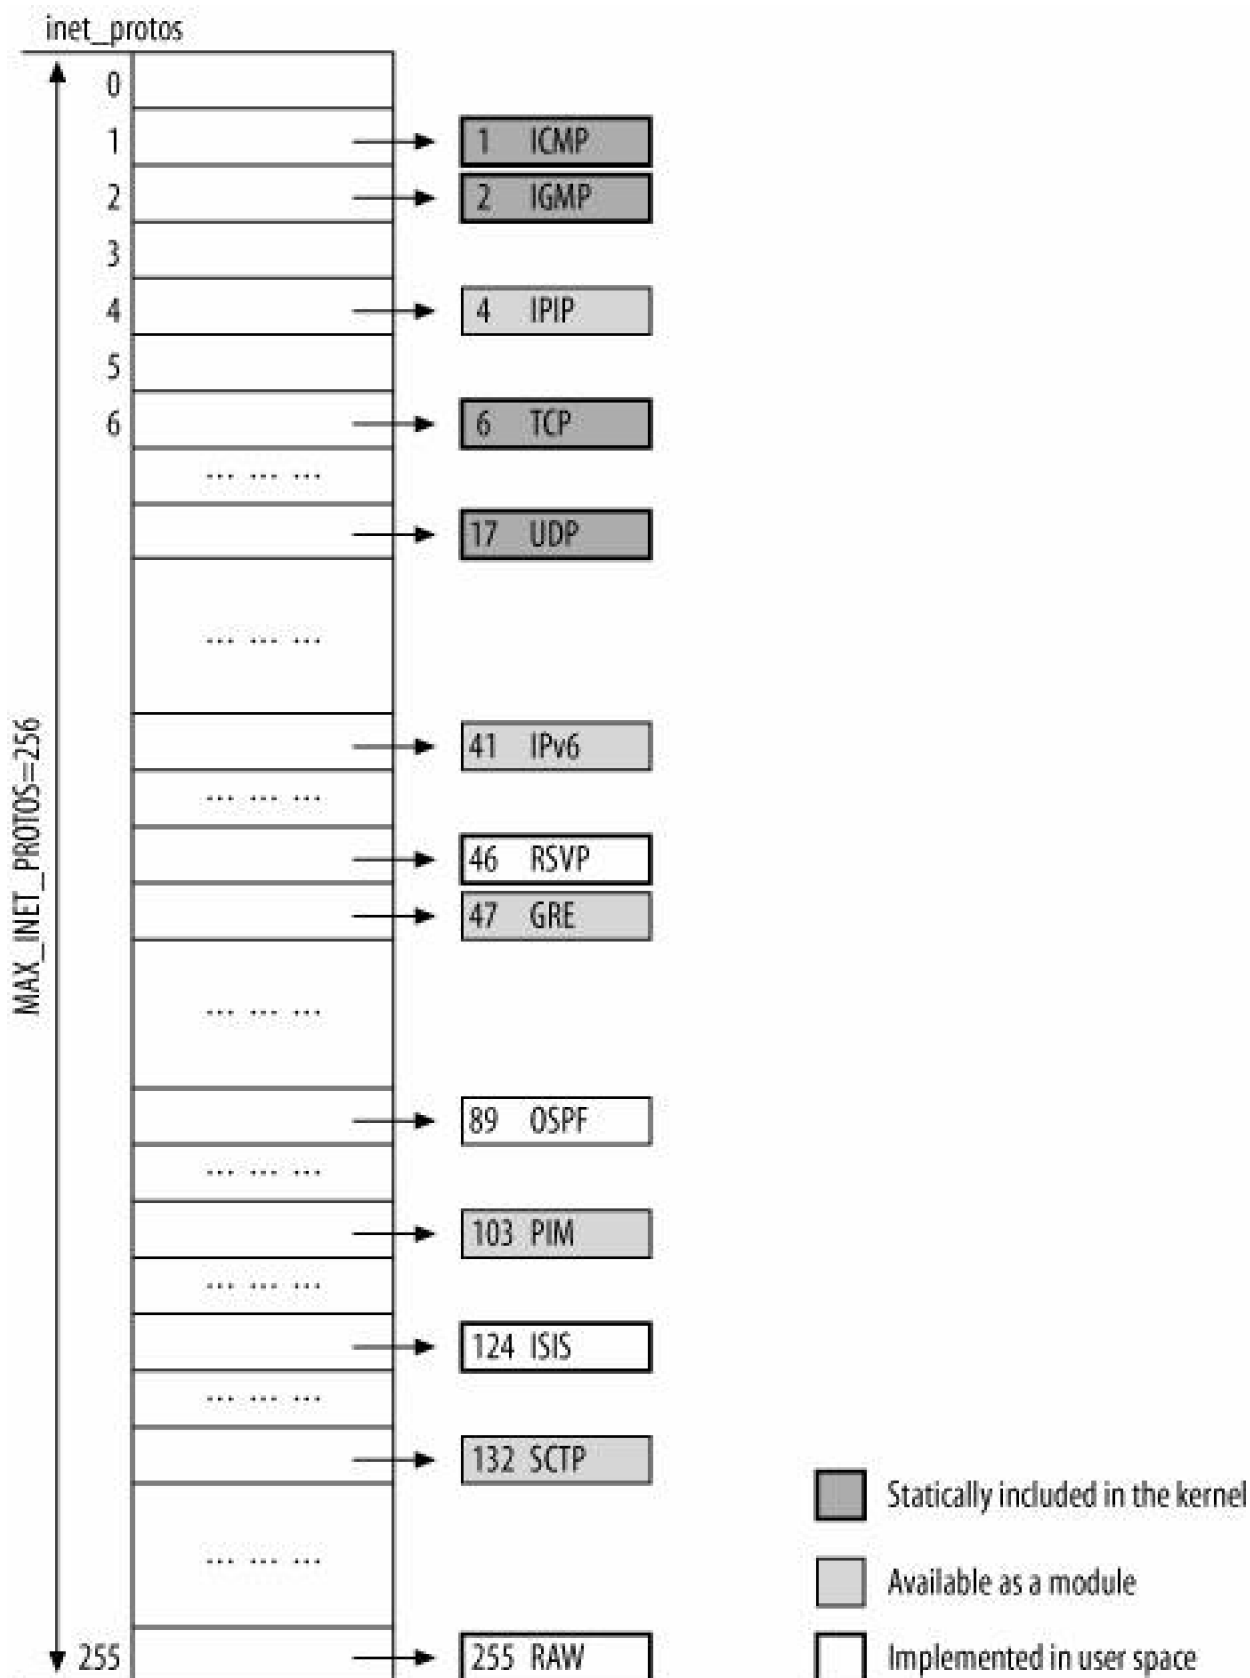 inet_protos
0
1
1 ICMP
2
2 IGMP
3
4
4 IPIP
5
6
6 TCP
... ... ...
17 UDP
... ... ...
MAX_INET_PROTOS=256
41 IPv6
... ... ...
46 RSVP
47 GRE
... ... ...
89 OSPF
... ... ...
103 PIM
... ... ...
124 ISIS
... ... ...
132 SCTP
... ... ...
255
255 RAW
Statically included in the kernel
Available as a module
Implemented in user space